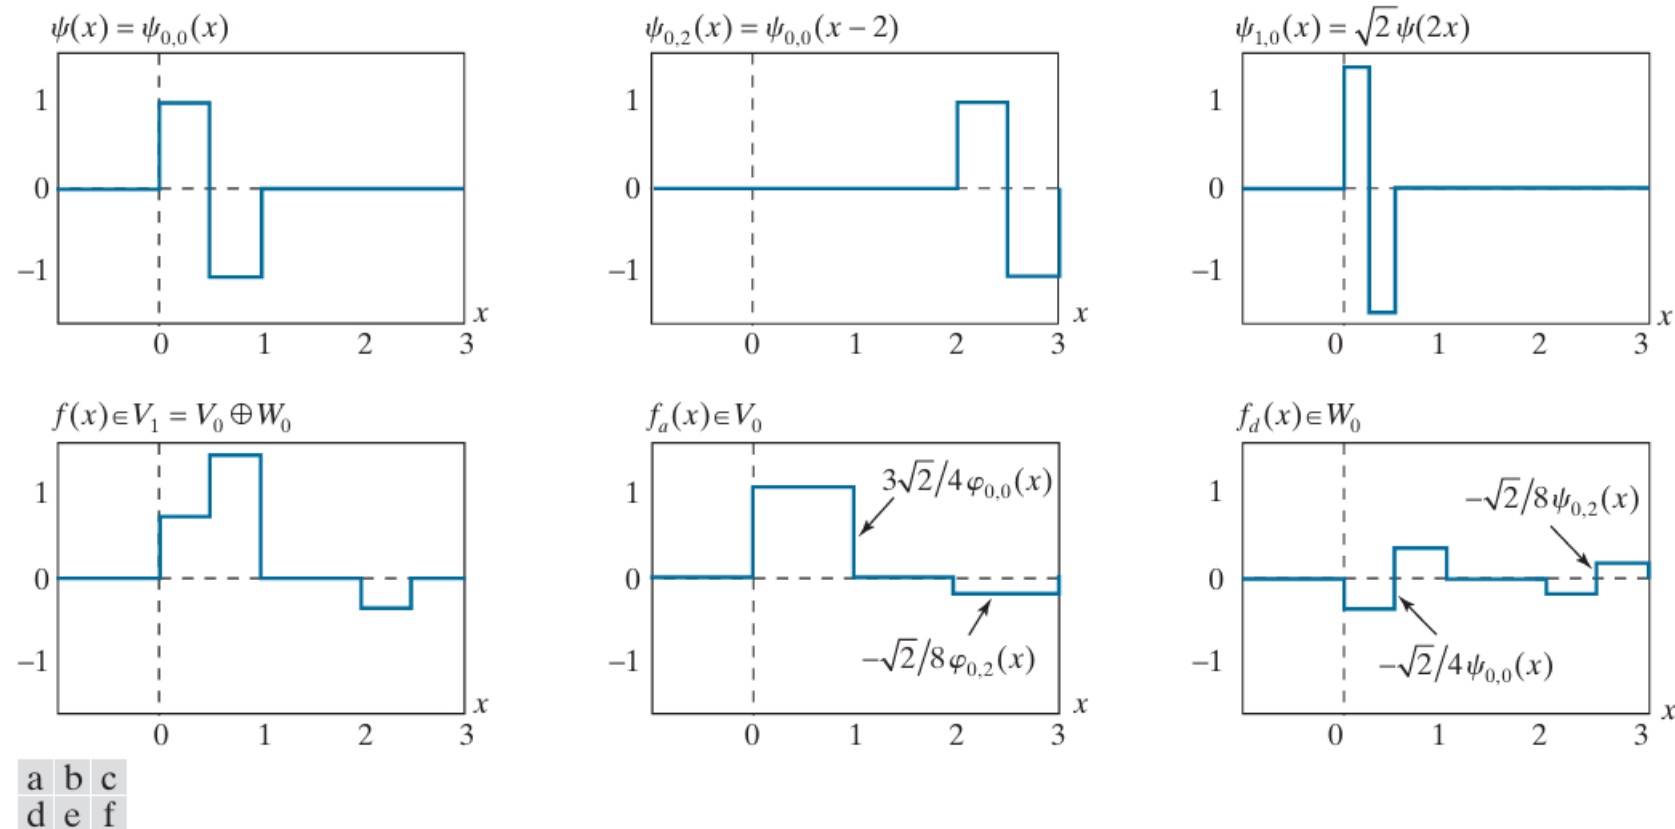 ψ(x) = ψ₀,₀(x)
1
0
−1
0 1 2 3
x
ψ₀,₂(x) = ψ₀,₀(x − 2)
1
0
−1
0 1 2 3
x
ψ₁,₀(x) = √2 ψ(2x)
1
0
−1
0 1 2 3
x
f(x) ∈ V₁ = V₀ ⊕ W₀
1
0
−1
0 1 2 3
x
fₐ(x) ∈ V₀
3√2/4 φ₀,₀(x)
1
0
−√2/8 φ₀,₂(x)
−1
0 1 2 3
x
f_d(x) ∈ W₀
−√2/8 ψ₀,₂(x)
1
0
−√2/4 ψ₀,₀(x)
−1
0 1 2 3
x
a b c
d e f